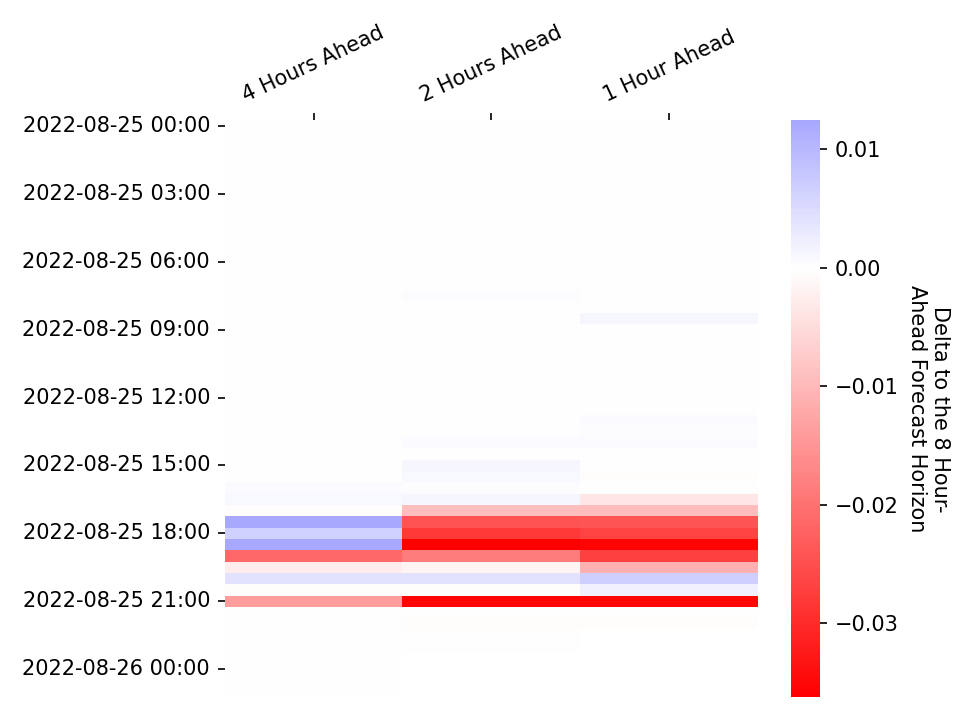 4 Hours Ahead
2 Hours Ahead
1 Hour Ahead
2022-08-25 00:00
2022-08-25 03:00
2022-08-25 06:00
2022-08-25 09:00
2022-08-25 12:00
2022-08-25 15:00
2022-08-25 18:00
2022-08-25 21:00
2022-08-26 00:00
0.01
0.00
−0.01
−0.02
−0.03
Delta to the 8 Hour-
Ahead Forecast Horizon